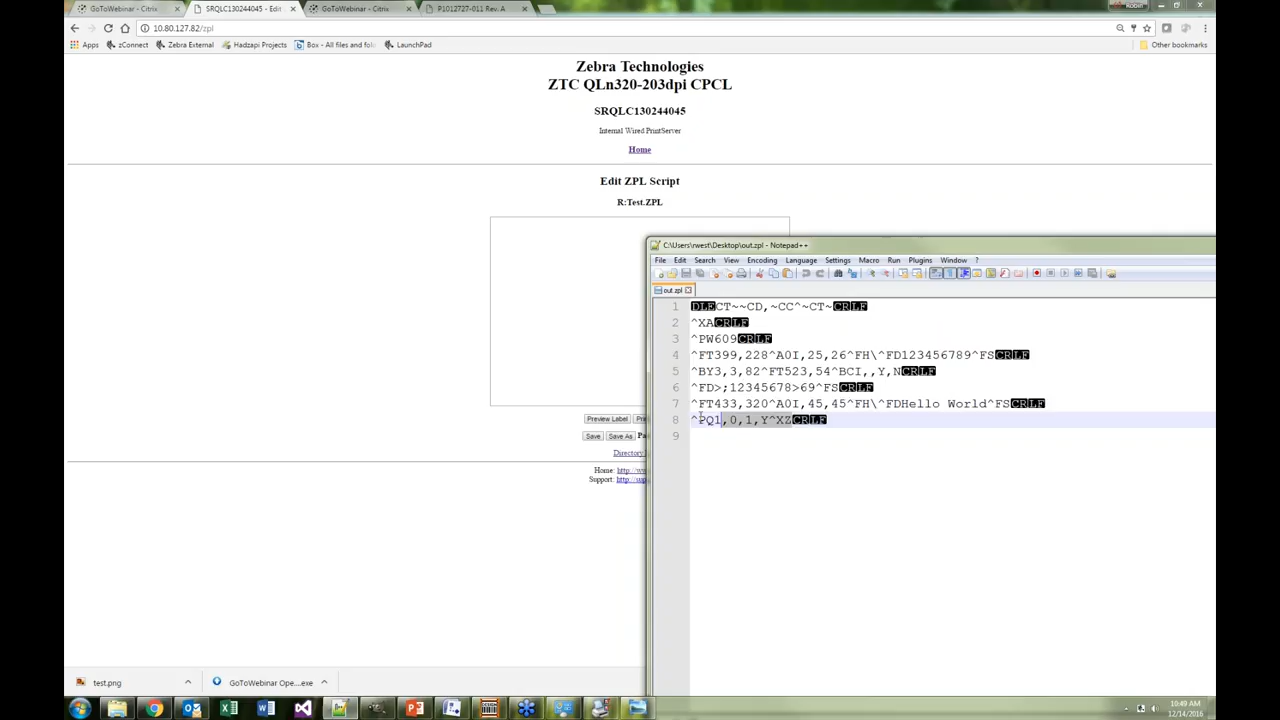 GoToWebinar - Citrix
SRQLC130244045 - Edit
GoToWebinar - Citrix
P1012727-011 Rev. A
Robin
10.80.127.82/zpl
Apps
zConnect
Zebra External
Hadzapi Projects
Box - All files and fold
LaunchPad
Other bookmarks
Zebra Technologies
ZTC QLn320-203dpi CPCL
SRQLC130244045
Internal Wired PrintServer
Home
Edit ZPL Script
R:Test.ZPL
Preview Label
Save
Save As
Directory
Home:
Support:
C:\Users\rwest\Desktop\out.zpl - Notepad++
File Edit Search View Encoding Language Settings Macro Run Plugins Window ?
out.zpl
1 DLECT~~CD,~CC^~CT~CRLF
2 ^XACRLF
3 ^PW609CRLF
4 ^FT399,228^A0I,25,26^FH\^FD123456789^FSCRLF
5 ^BY3,3,82^FT523,54^BCI,,Y,NCRLF
6 ^FD>;12345678>69^FSCRLF
7 ^FT433,320^A0I,45,45^FH\^FDHello World^FSCRLF
8 ^PQ1,0,1,Y^XZCRLF
9
test.png
GoToWebinar Ope....exe
10:49 AM
12/14/2016